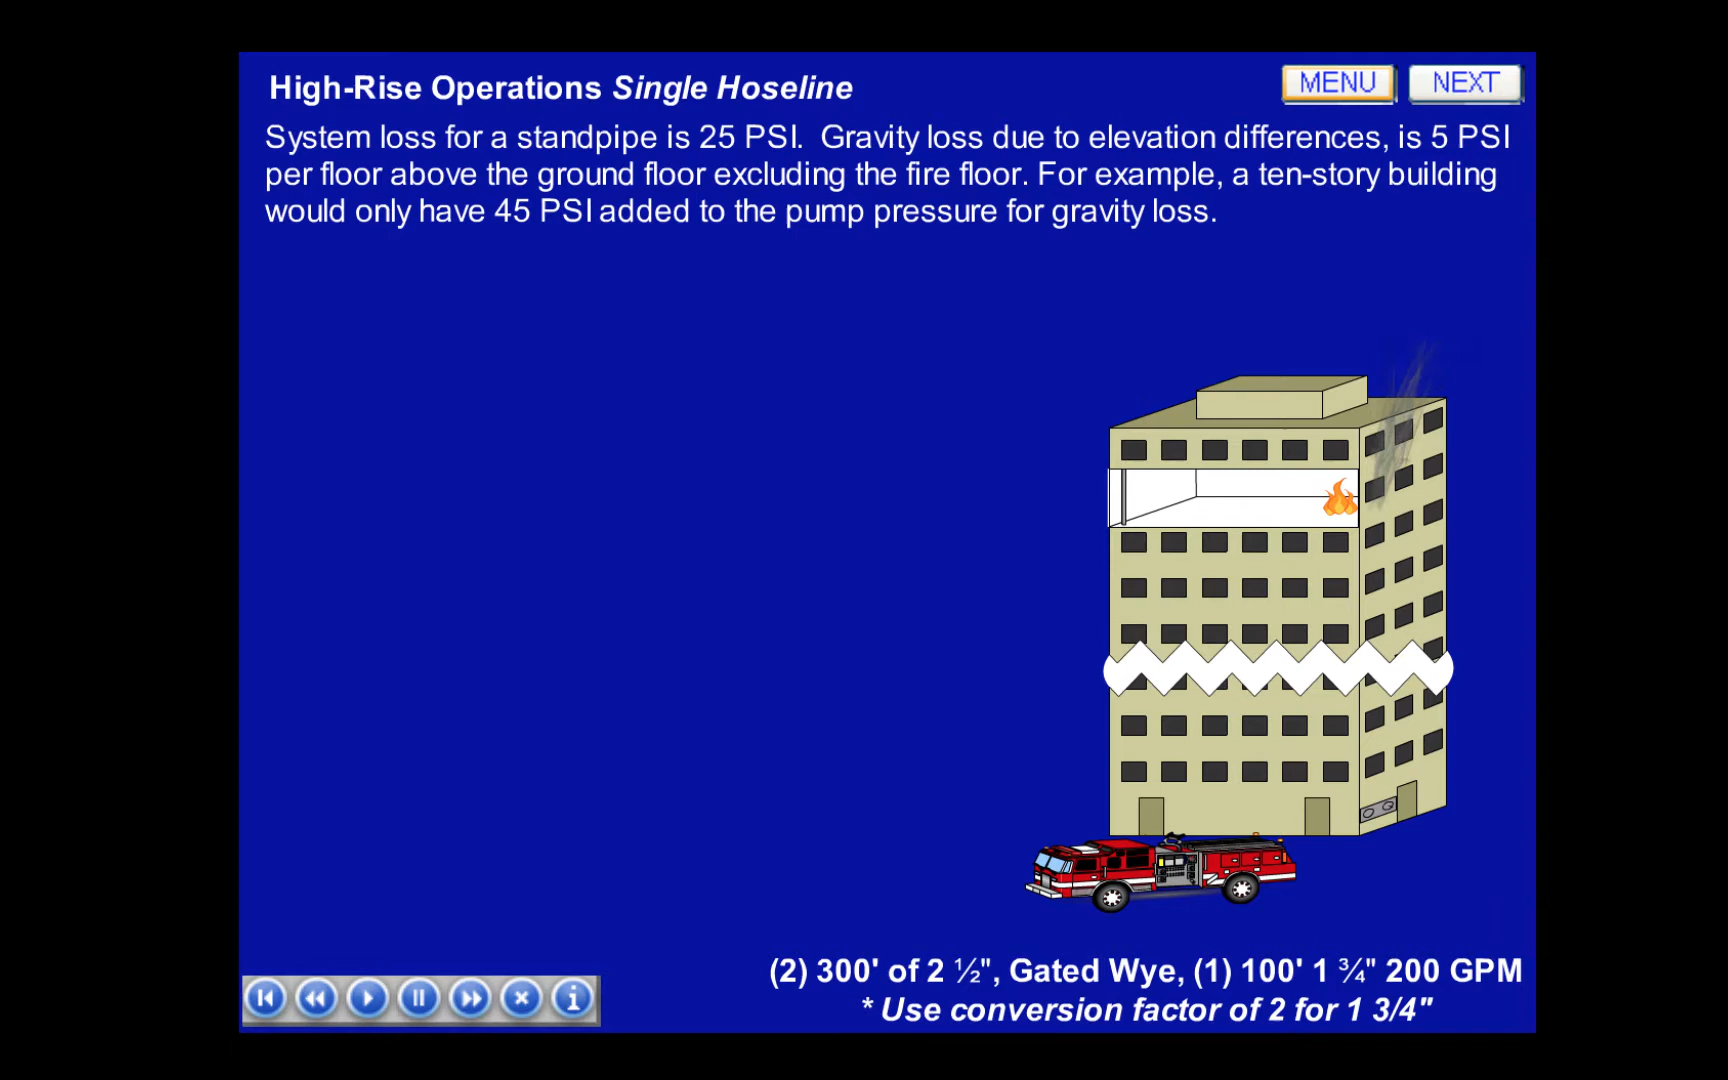 High-Rise Operations Single Hoseline
MENU
NEXT
System loss for a standpipe is 25 PSI. Gravity loss due to elevation differences, is 5 PSI
per floor above the ground floor excluding the fire floor. For example, a ten-story building
would only have 45 PSI added to the pump pressure for gravity loss.
(2) 300' of 2 ½", Gated Wye, (1) 100' 1 ¾" 200 GPM
* Use conversion factor of 2 for 1 3/4"